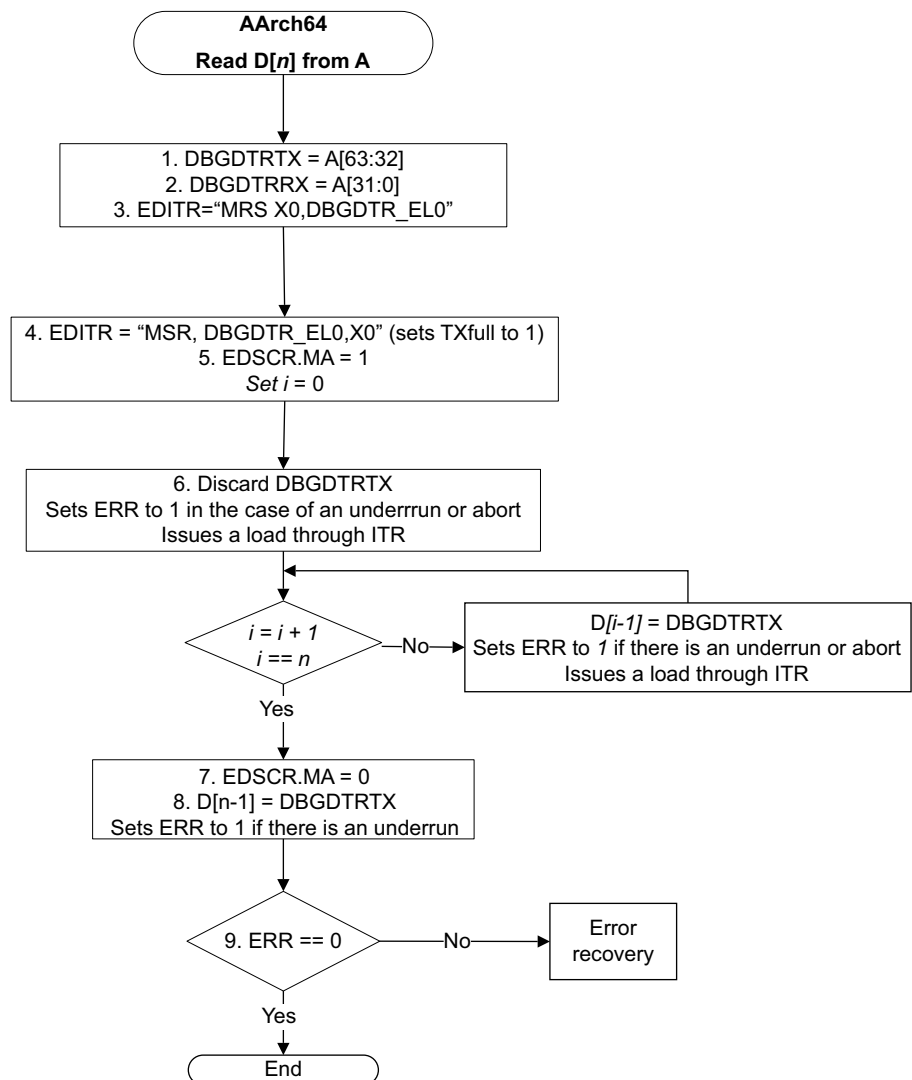 AArch64
Read D[n] from A
1. DBGDTRTX = A[63:32]
2. DBGDTRRX = A[31:0]
3. EDITR=“MRS X0,DBGDTR_EL0”
4. EDITR = “MSR, DBGDTR_EL0,X0” (sets TXfull to 1)
5. EDSCR.MA = 1
Set i = 0
6. Discard DBGDTRTX
Sets ERR to 1 in the case of an underrrun or abort
Issues a load through ITR
i = i + 1
i == n
No
D[i-1] = DBGDTRTX
Sets ERR to 1 if there is an underrun or abort
Issues a load through ITR
Yes
7. EDSCR.MA = 0
8. D[n-1] = DBGDTRTX
Sets ERR to 1 if there is an underrun
9. ERR == 0
No
Error
recovery
Yes
End